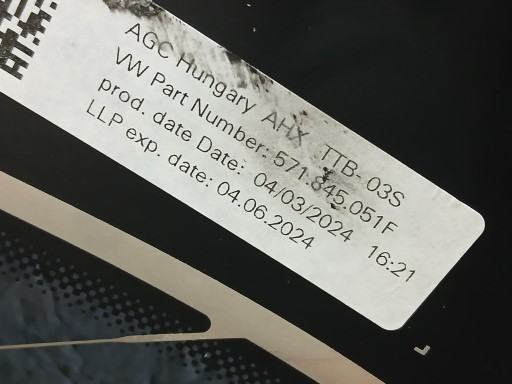 AGC Hungary AHX TTB-03S
VW Part Number: 571.845.051F
prod. date Date: 04/03/2024 16:21
LLP exp. date: 04.06.2024